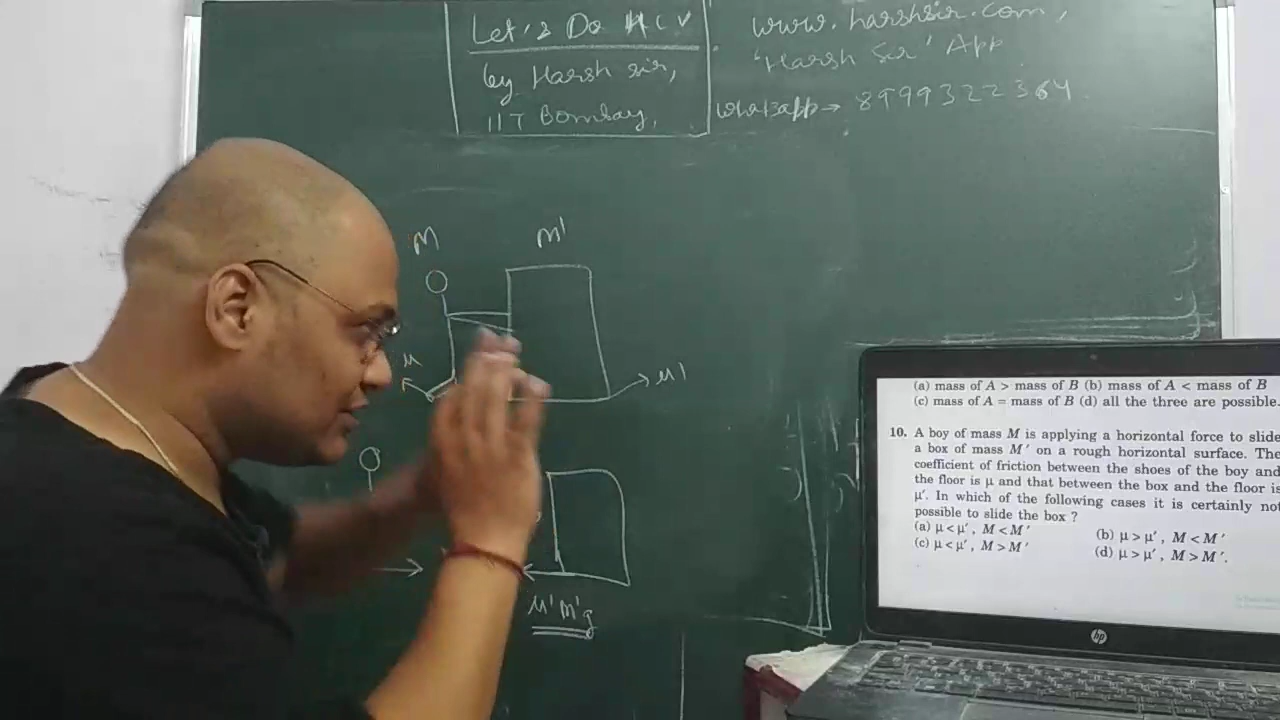 Let's Do HCV
by Harsh sir,
IIT Bombay,
www.harshsir.com,
'Harsh Sir' App
whatsapp → 8999322364
M
M'
μ
μ'
μ'M'g
(a) mass of A > mass of B (b) mass of A < mass of B
(c) mass of A = mass of B (d) all the three are possible.
10. A boy of mass M is applying a horizontal force to slide
a box of mass M' on a rough horizontal surface. The
coefficient of friction between the shoes of the boy and
the floor is μ and that between the box and the floor is
μ'. In which of the following cases it is certainly not
possible to slide the box ?
(a) μ < μ', M < M' (b) μ > μ', M < M'
(c) μ < μ', M > M' (d) μ > μ', M > M'.
hp